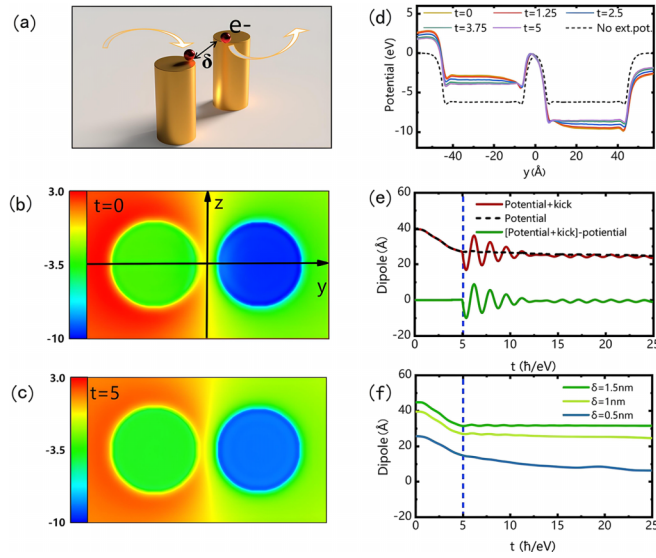 (a)
e-
δ
(b)
3.0
-3.5
-10
t=0
z
y
(c)
3.0
-3.5
-10
t=5
(d)
t=0 t=1.25 t=2.5
t=3.75 t=5 No ext.pot.
Potential (eV)
0
-5
-10
-40 -20 0 20 40
y (Å)
(e)
Potential+kick
Potential
[Potential+kick]-potiential
Dipole(Å)
60
40
20
0
-20
0 5 10 15 20 25
t (ħ/eV)
(f)
δ=1.5nm
δ=1nm
δ=0.5nm
Dipole(Å)
60
40
20
0
-20
0 5 10 15 20 25
t (ħ/eV)